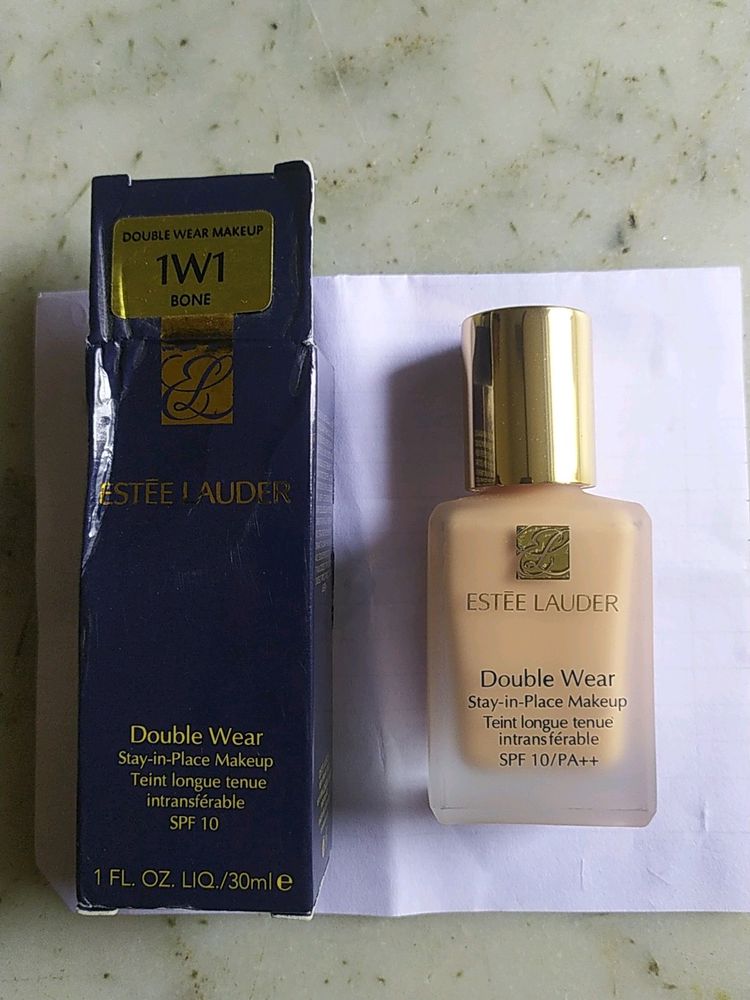 DOUBLE WEAR MAKEUP
1W1
BONE
ESTĒE LAUDER
Double Wear
Stay-in-Place Makeup
Teint longue tenue
intransférable
SPF 10
1 FL. OZ. LIQ./30ml e
ESTĒE LAUDER
Double Wear
Stay-in-Place Makeup
Teint longue tenue
intransférable
SPF 10/PA++